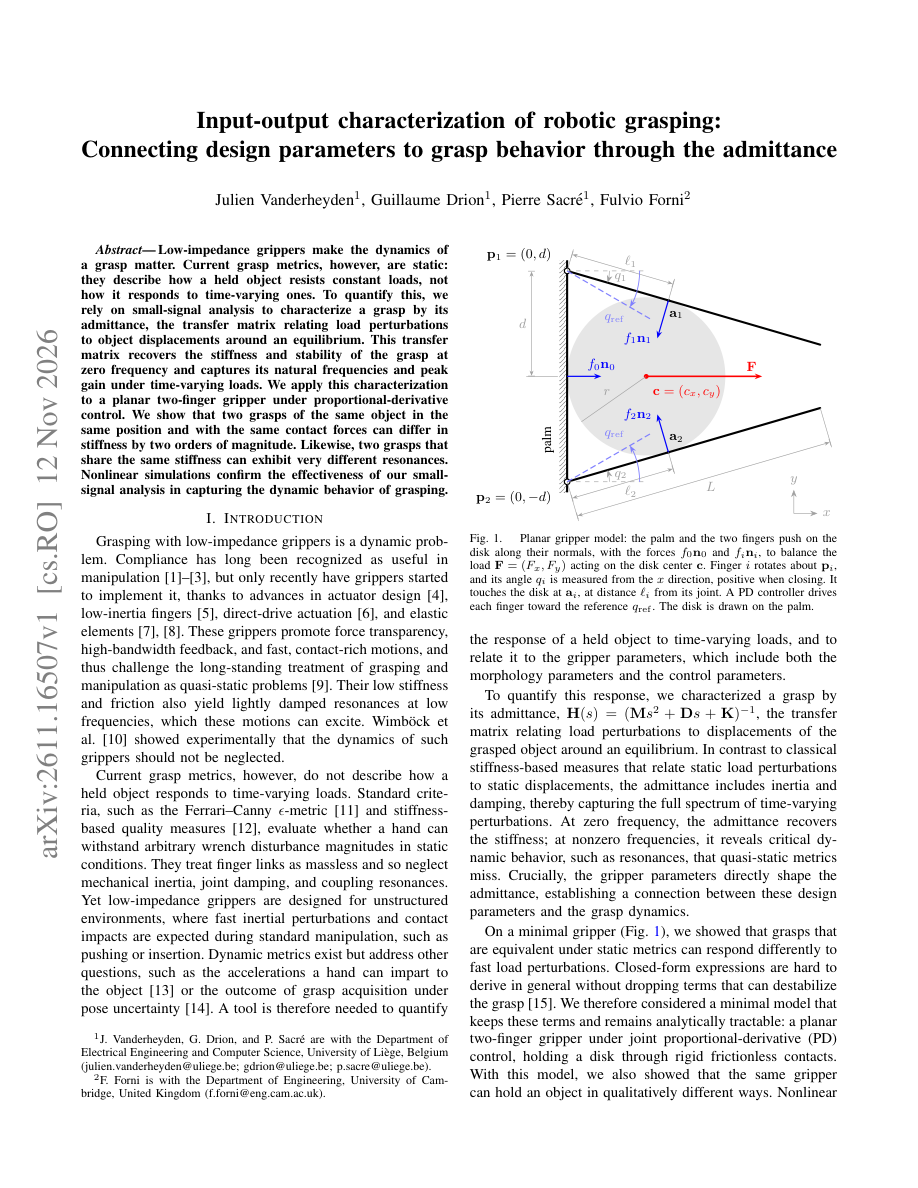 Input-output characterization of robotic grasping:
Connecting design parameters to grasp behavior through the admittance
Julien Vanderheyden¹, Guillaume Drion¹, Pierre Sacré¹, Fulvio Forni²
Abstract—Low-impedance grippers make the dynamics of
a grasp matter. Current grasp metrics, however, are static:
they describe how a held object resists constant loads, not
how it responds to time-varying ones. To quantify this, we
rely on small-signal analysis to characterize a grasp by its
admittance, the transfer matrix relating load perturbations
to object displacements around an equilibrium. This transfer
matrix recovers the stiffness and stability of the grasp at
zero frequency and captures its natural frequencies and peak
gain under time-varying loads. We apply this characterization
to a planar two-finger gripper under proportional-derivative
control. We show that two grasps of the same object in the
same position and with the same contact forces can differ in
stiffness by two orders of magnitude. Likewise, two grasps that
share the same stiffness can exhibit very different resonances.
Nonlinear simulations confirm the effectiveness of our small-
signal analysis in capturing the dynamic behavior of grasping.
I. INTRODUCTION
Grasping with low-impedance grippers is a dynamic prob-
lem. Compliance has long been recognized as useful in
manipulation [1]–[3], but only recently have grippers started
to implement it, thanks to advances in actuator design [4],
low-inertia fingers [5], direct-drive actuation [6], and elastic
elements [7], [8]. These grippers promote force transparency,
high-bandwidth feedback, and fast, contact-rich motions, and
thus challenge the long-standing treatment of grasping and
manipulation as quasi-static problems [9]. Their low stiffness
and friction also yield lightly damped resonances at low
frequencies, which these motions can excite. Wimböck et
al. [10] showed experimentally that the dynamics of such
grippers should not be neglected.
Current grasp metrics, however, do not describe how a
held object responds to time-varying loads. Standard crite-
ria, such as the Ferrari–Canny ϵ-metric [11] and stiffness-
based quality measures [12], evaluate whether a hand can
withstand arbitrary wrench disturbance magnitudes in static
conditions. They treat finger links as massless and so neglect
mechanical inertia, joint damping, and coupling resonances.
Yet low-impedance grippers are designed for unstructured
environments, where fast inertial perturbations and contact
impacts are expected during standard manipulation, such as
pushing or insertion. Dynamic metrics exist but address other
questions, such as the accelerations a hand can impart to
the object [13] or the outcome of grasp acquisition under
pose uncertainty [14]. A tool is therefore needed to quantify
¹J. Vanderheyden, G. Drion, and P. Sacré are with the Department of
Electrical Engineering and Computer Science, University of Liège, Belgium
(julien.vanderheyden@uliege.be; gdrion@uliege.be; p.sacre@uliege.be).
²F. Forni is with the Department of Engineering, University of Cam-
bridge, United Kingdom (f.forni@eng.cam.ac.uk).
p₁ = (0, d)
ℓ₁
q₁
q_ref
a₁
d
f₁n₁
f₀n₀
F
r
c = (c_x, c_y)
f₂n₂
q_ref
a₂
palm
q₂
ℓ₂
L
p₂ = (0, −d)
y
x
Fig. 1. Planar gripper model: the palm and the two fingers push on the
disk along their normals, with the forces f₀n₀ and fᵢnᵢ, to balance the
load F = (F_x, F_y) acting on the disk center c. Finger i rotates about pᵢ,
and its angle qᵢ is measured from the x direction, positive when closing. It
touches the disk at aᵢ, at distance ℓᵢ from its joint. A PD controller drives
each finger toward the reference q_ref. The disk is drawn on the palm.
the response of a held object to time-varying loads, and to
relate it to the gripper parameters, which include both the
morphology parameters and the control parameters.
To quantify this response, we characterized a grasp by
its admittance, H(s) = (Ms² + Ds + K)⁻¹, the transfer
matrix relating load perturbations to displacements of the
grasped object around an equilibrium. In contrast to classical
stiffness-based measures that relate static load perturbations
to static displacements, the admittance includes inertia and
damping, thereby capturing the full spectrum of time-varying
perturbations. At zero frequency, the admittance recovers
the stiffness; at nonzero frequencies, it reveals critical dy-
namic behavior, such as resonances, that quasi-static metrics
miss. Crucially, the gripper parameters directly shape the
admittance, establishing a connection between these design
parameters and the grasp dynamics.
On a minimal gripper (Fig. 1), we showed that grasps that
are equivalent under static metrics can respond differently to
fast load perturbations. Closed-form expressions are hard to
derive in general without dropping terms that can destabilize
the grasp [15]. We therefore considered a minimal model that
keeps these terms and remains analytically tractable: a planar
two-finger gripper under joint proportional-derivative (PD)
control, holding a disk through rigid frictionless contacts.
With this model, we also showed that the same gripper
can hold an object in qualitatively different ways. Nonlinear
arXiv:2611.16507v1 [cs.RO] 12 Nov 2026